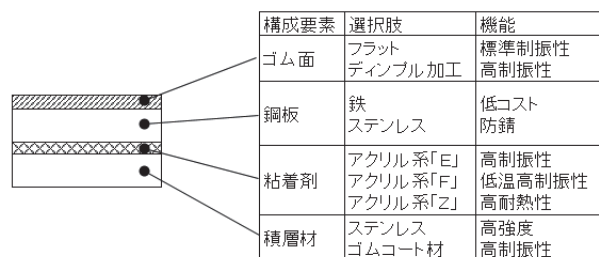 構成要素 選択肢 機能
ゴム面 フラット 標準制振性
ディンプル加工 高制振性
鋼板 鉄 低コスト
ステンレス 防錆
粘着剤 アクリル系「E」 高制振性
アクリル系「F」 低温高制振性
アクリル系「Z」 高耐熱性
積層材 ステンレス 高強度
ゴムコート材 高制振性